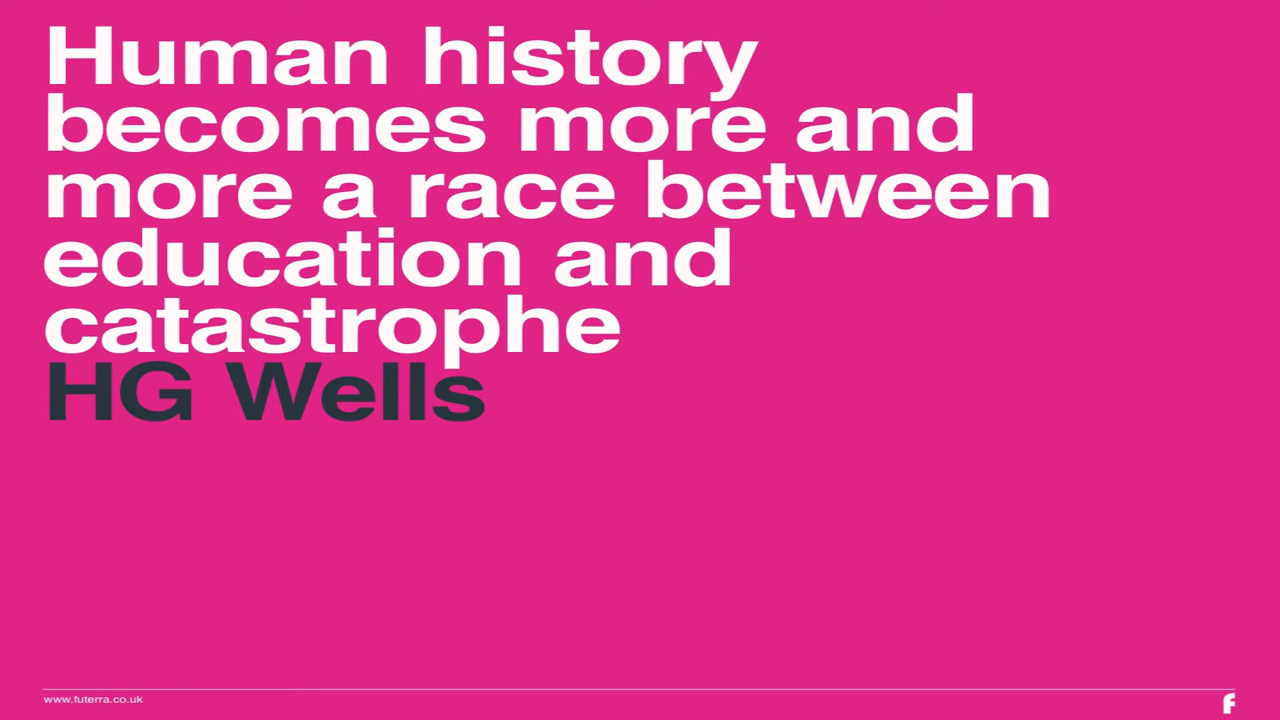 Human history
becomes more and
more a race between
education and
catastrophe
HG Wells
www.futerra.co.uk
f